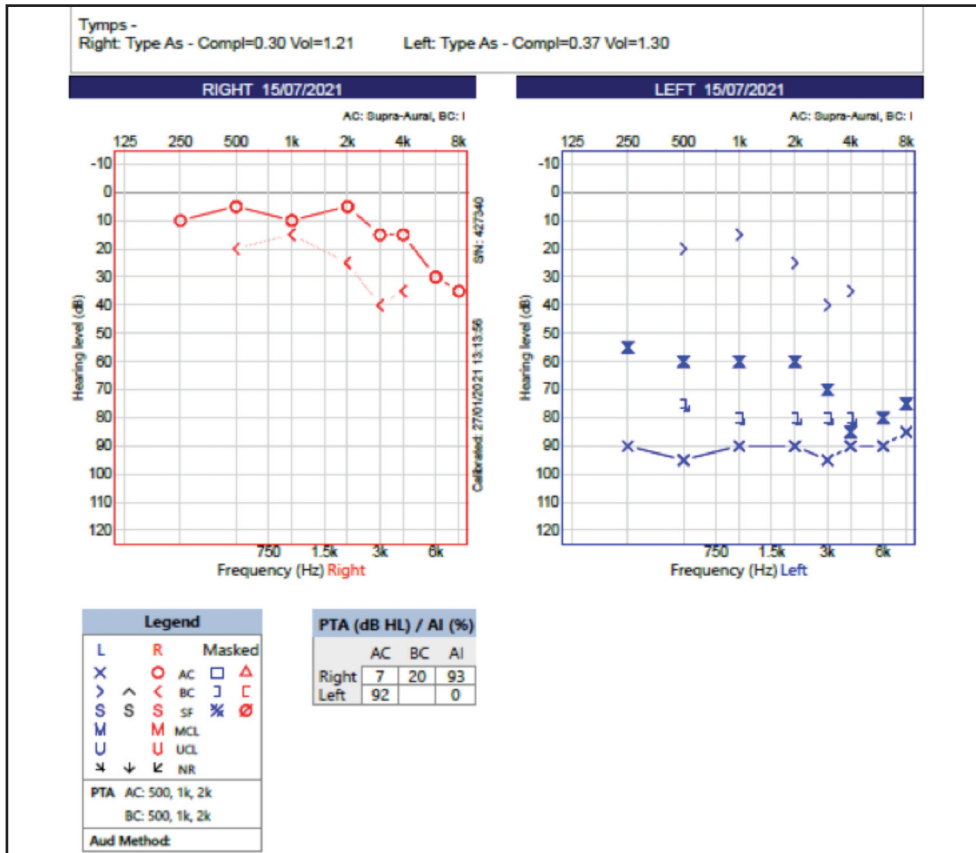 Tymps -
Right: Type As - Compl=0.30 Vol=1.21 Left: Type As - Compl=0.37 Vol=1.30
RIGHT 15/07/2021
AC: Supra-Aural, BC: I
125 250 500 1k 2k 4k 8k
-10
0
10
20
30
40
50
60
70
80
90
100
110
120
Hearing level (dB)
750 1.5k 3k 6k
Frequency (Hz) Right
S/N: 427340
Calibrated: 27/01/2021 13:13:56
LEFT 15/07/2021
AC: Supra-Aural, BC: I
125 250 500 1k 2k 4k 8k
-10
0
10
20
30
40
50
60
70
80
90
100
110
120
Hearing level (dB)
750 1.5k 3k 6k
Frequency (Hz) Left
Legend
L R Masked
AC
BC
S S S SF
M M MCL
U U UCL
NR
PTA AC: 500, 1k, 2k
BC: 500, 1k, 2k
Aud Method:
PTA (dB HL) / AI (%)
AC BC AI
Right 7 20 93
Left 92 0